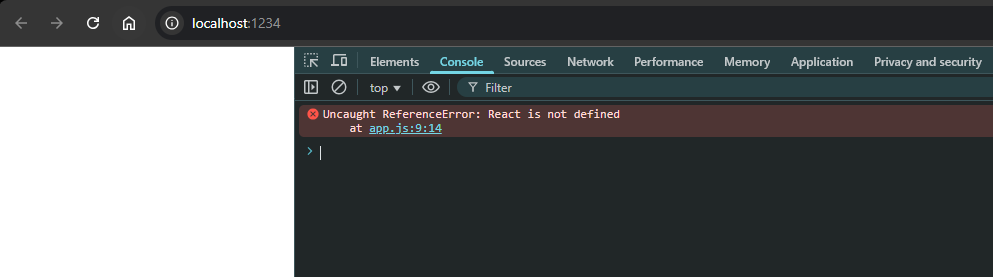 localhost:1234
Elements Console Sources Network Performance Memory Application Privacy and security
top Filter
Uncaught ReferenceError: React is not defined
at app.js:9:14